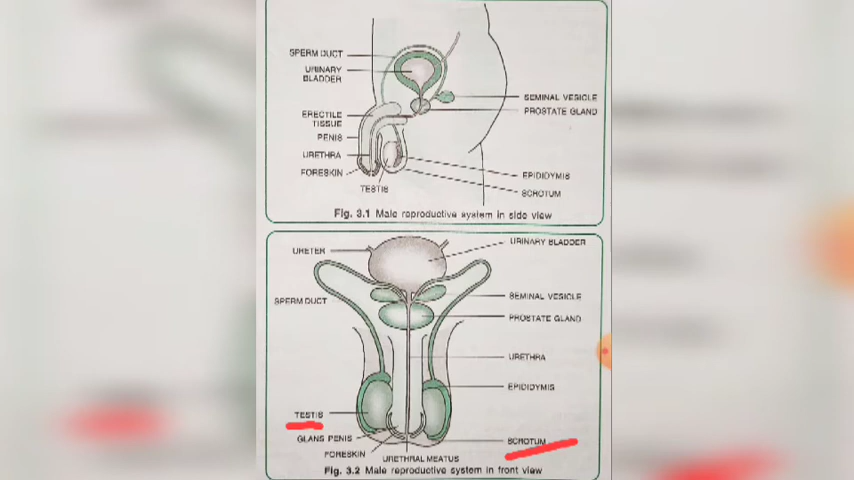 SPERM DUCT
URINARY
BLADDER
SEMINAL VESICLE
PROSTATE GLAND
ERECTILE
TISSUE
PENIS
URETHRA
FORESKIN
EPIDIDYMIS
TESTIS
SCROTUM
Fig. 3.1 Male reproductive system in side view
URETER
URINARY BLADDER
SPERM DUCT
SEMINAL VESICLE
PROSTATE GLAND
URETHRA
EPIDIDYMIS
TESTIS
GLANS PENIS
SCROTUM
FORESKIN
URETHRAL MEATUS
Fig. 3.2 Male reproductive system in front view